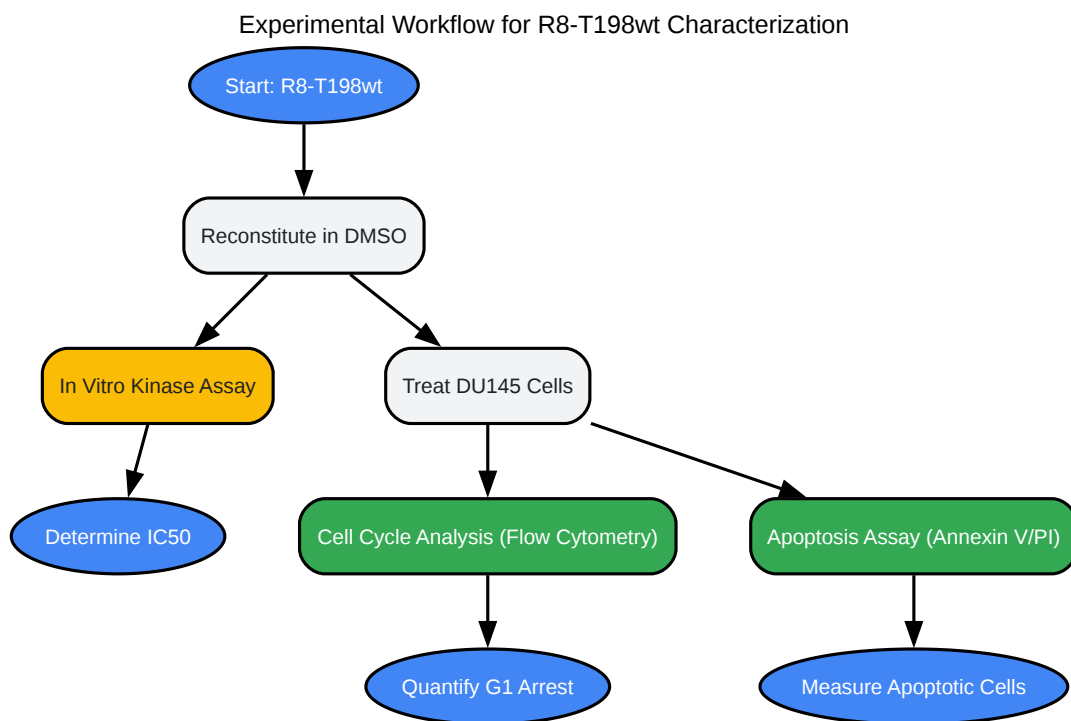 Experimental Workflow for R8-T198wt Characterization
Start: R8-T198wt
Reconstitute in DMSO
In Vitro Kinase Assay
Treat DU145 Cells
Determine IC50
Cell Cycle Analysis (Flow Cytometry)
Apoptosis Assay (Annexin V/PI)
Quantify G1 Arrest
Measure Apoptotic Cells